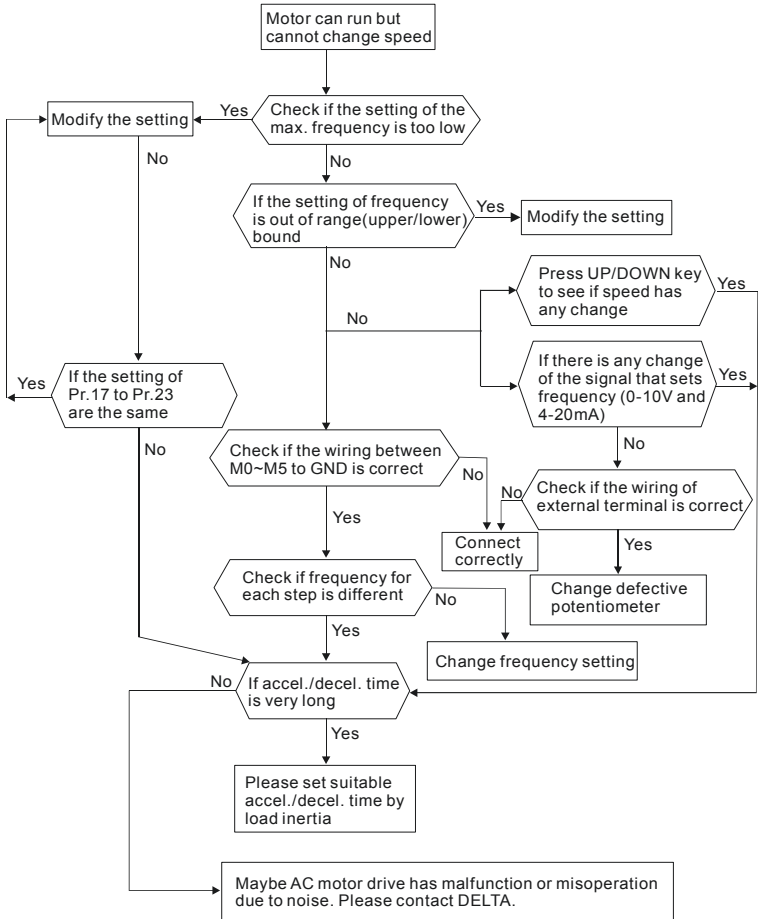 Motor can run but
cannot change speed
Yes
Check if the setting of the
max. frequency is too low
Modify the setting
No
No
If the setting of frequency
is out of range(upper/lower)
bound
Yes
Modify the setting
No
Press UP/DOWN key
to see if speed has
any change
Yes
No
If there is any change
of the signal that sets
frequency (0-10V and
4-20mA)
Yes
Yes
If the setting of
Pr.17 to Pr.23
are the same
No
No
Check if the wiring between
M0~M5 to GND is correct
No
No
Check if the wiring of
external terminal is correct
Yes
Connect
correctly
Yes
Check if frequency for
each step is different
No
Change defective
potentiometer
Yes
Change frequency setting
No
If accel./decel. time
is very long
Yes
Please set suitable
accel./decel. time by
load inertia
Maybe AC motor drive has malfunction or misoperation
due to noise. Please contact DELTA.